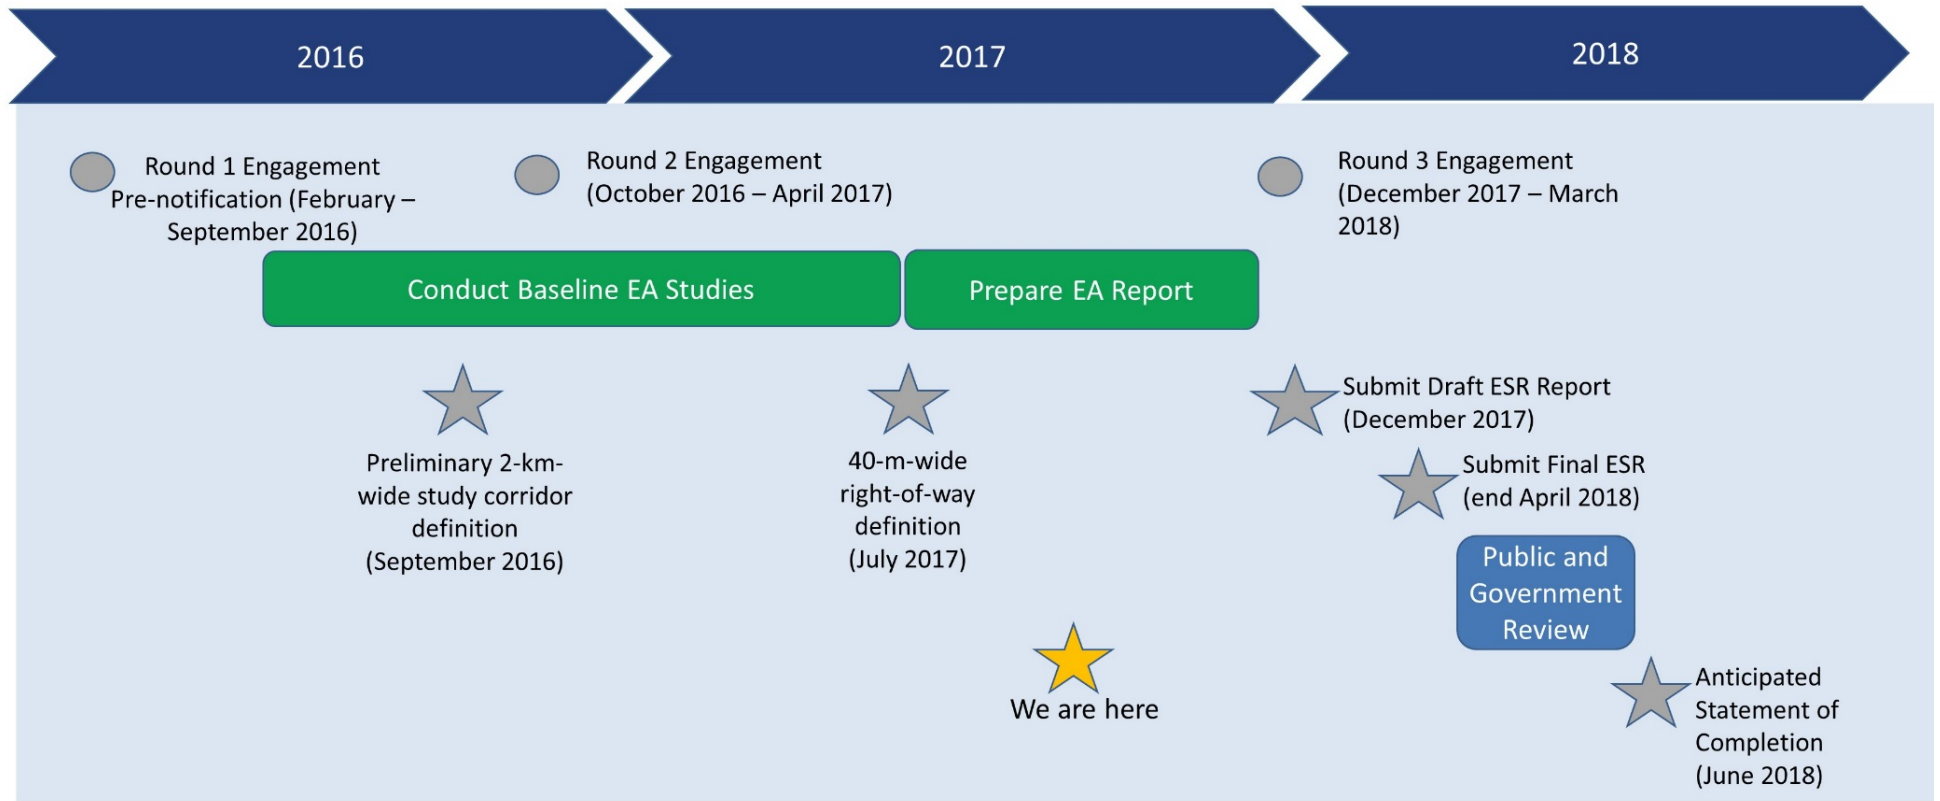 2016
2017
2018
Round 1 Engagement
Pre-notification (February –
September 2016)
Round 2 Engagement
(October 2016 – April 2017)
Round 3 Engagement
(December 2017 – March
2018)
Conduct Baseline EA Studies
Prepare EA Report
Preliminary 2-km-
wide study corridor
definition
(September 2016)
40-m-wide
right-of-way
definition
(July 2017)
Submit Draft ESR Report
(December 2017)
Submit Final ESR
(end April 2018)
Public and
Government
Review
We are here
Anticipated
Statement of
Completion
(June 2018)